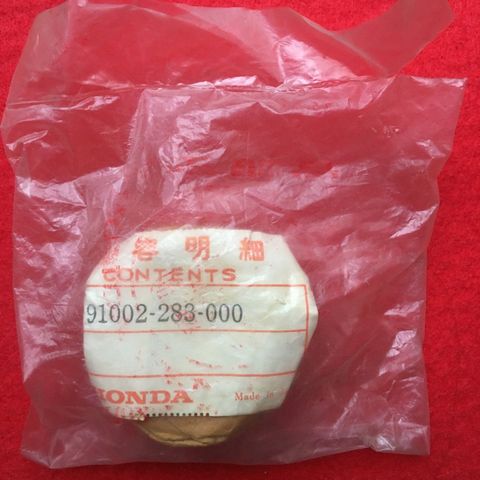 容明細
CONTENTS
91002-283-000
HONDA
Made in